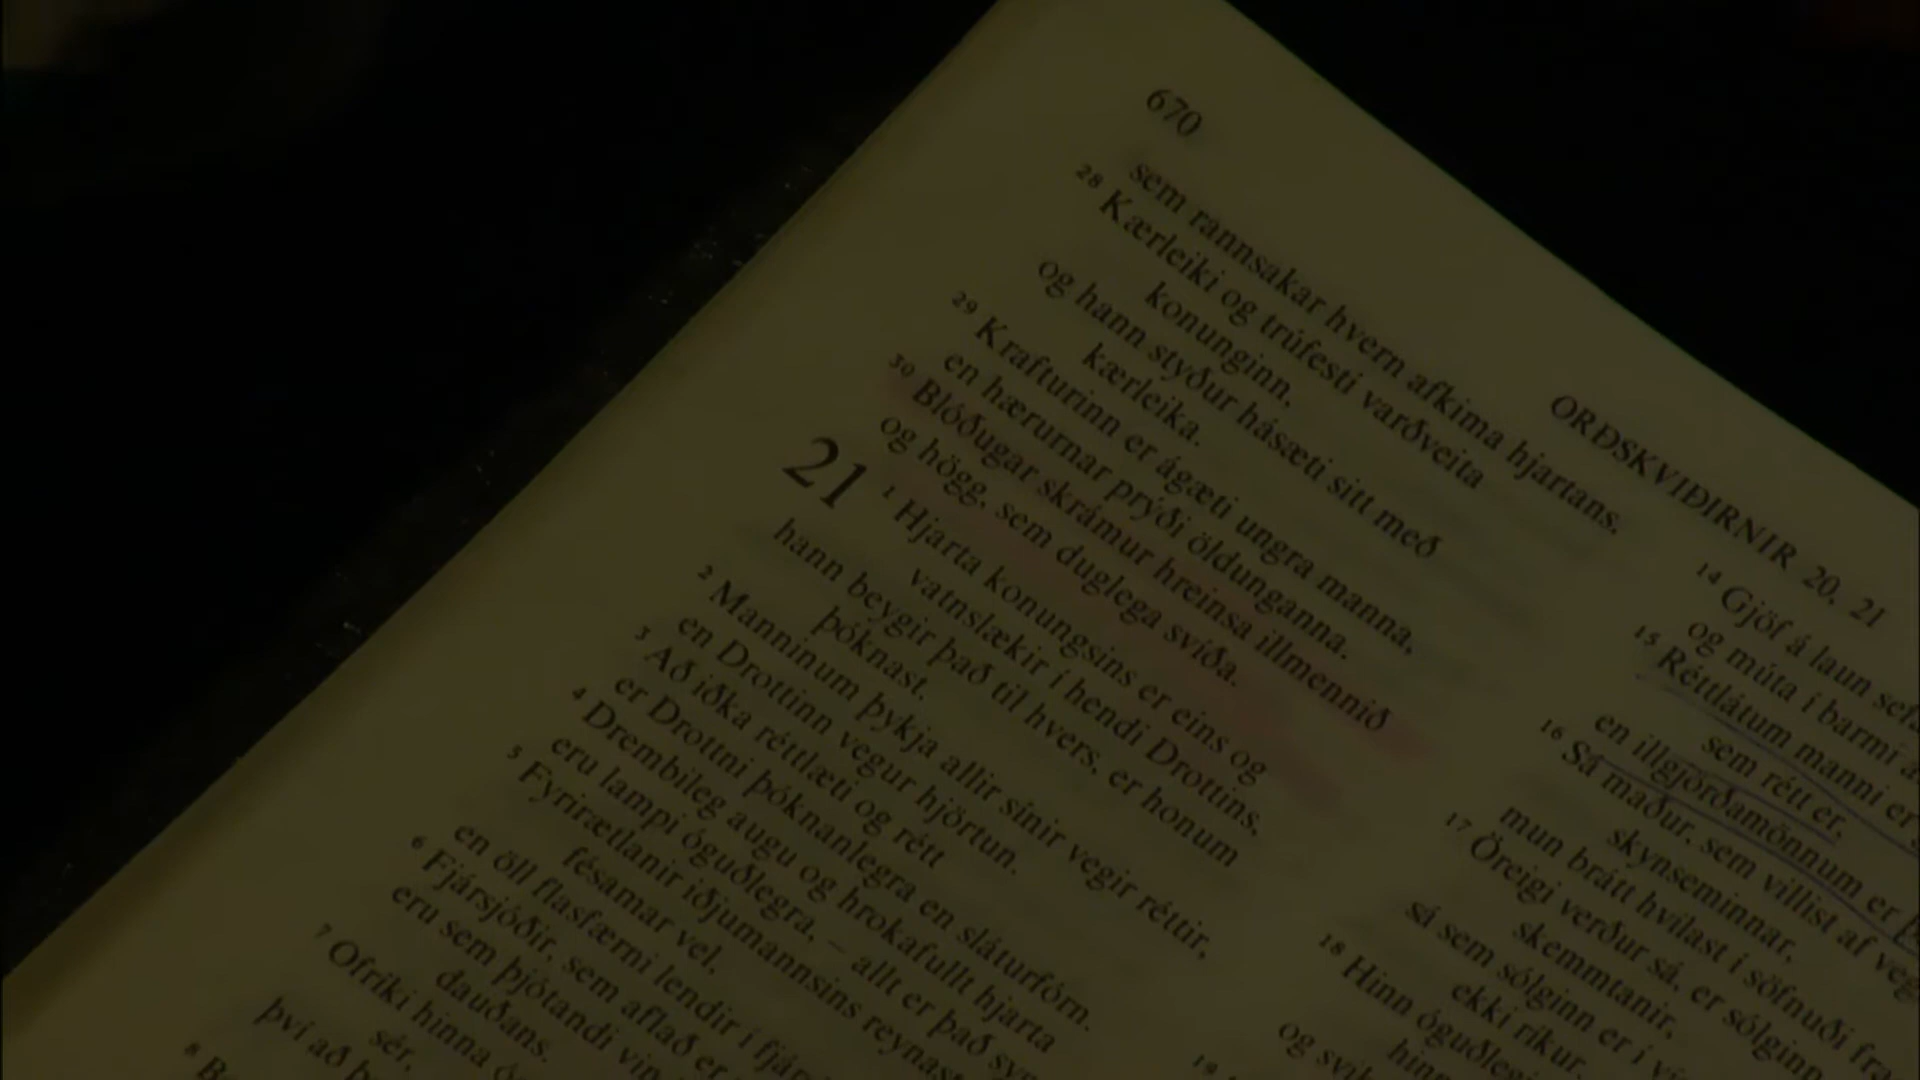 670
ORÐSKVIÐIRNIR 20, 21
sem rannsakar hvern afkima hjartans.
28 Kærleiki og trúfesti varðveita
konunginn,
og hann styður hásæti sitt með
kærleika.
29 Krafturinn er ágæti ungra manna,
en hærurnar prýði öldunganna.
30 Blóðugar skrámur hreinsa illmennið
og högg, sem duglega svíða.
21
1 Hjarta konungsins er eins og
vatnslækir í hendi Drottins,
hann beygir það til hvers, er honum
þóknast.
2 Manninum þykja allir sínir vegir réttir,
en Drottinn vegur hjörtun.
3 Að iðka réttlæti og rétt
er Drottni þóknanlegra en sláturfórn.
4 Drembileg augu og hrokafullt hjarta
eru lampi óguðlegra, – allt er það
5 Fyrirætlanir iðjumannsins
fésamar vel,
en öll flasfærni lendir í
6 Fjársjóðir, sem aflað er
eru sem þjótandi
dauðans.
7 Ofríki hinna
sér,
því að
8
14 Gjöf á laun
og múta í barmi
15 Réttlátum manni er
sem rétt er,
en illgjörðamönnum er
16 Sá maður, sem villist af
skynseminnar,
mun brátt hvílast í söfnuði
17 Öreigi verður sá, er sólginn
skemmtanir,
sá sem sólginn er í
ekki ríkur.
18 Hinn
og
19